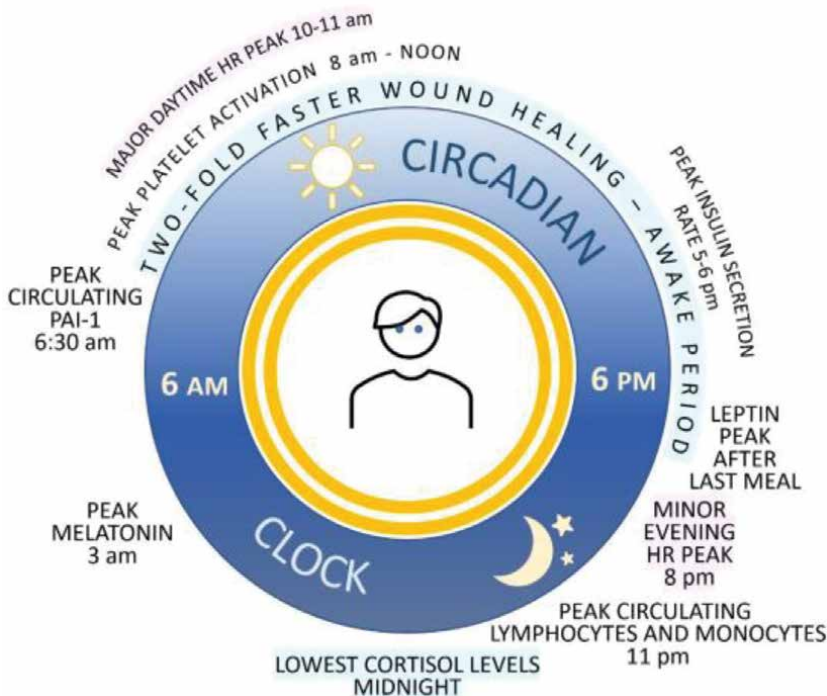 MAJOR DAYTIME HR PEAK 10-11 am
PEAK PLATELET ACTIVATION 8 am - NOON
TWO-FOLD FASTER WOUND HEALING – AWAKE PERIOD
CIRCADIAN
PEAK INSULIN SECRETION
RATE 5-6 pm
PEAK
CIRCULATING
PAI-1
6:30 am
6 AM
6 PM
LEPTIN
PEAK
AFTER
LAST MEAL
PEAK
MELATONIN
3 am
CLOCK
MINOR
EVENING
HR PEAK
8 pm
PEAK CIRCULATING
LYMPHOCYTES AND MONOCYTES
11 pm
LOWEST CORTISOL LEVELS
MIDNIGHT